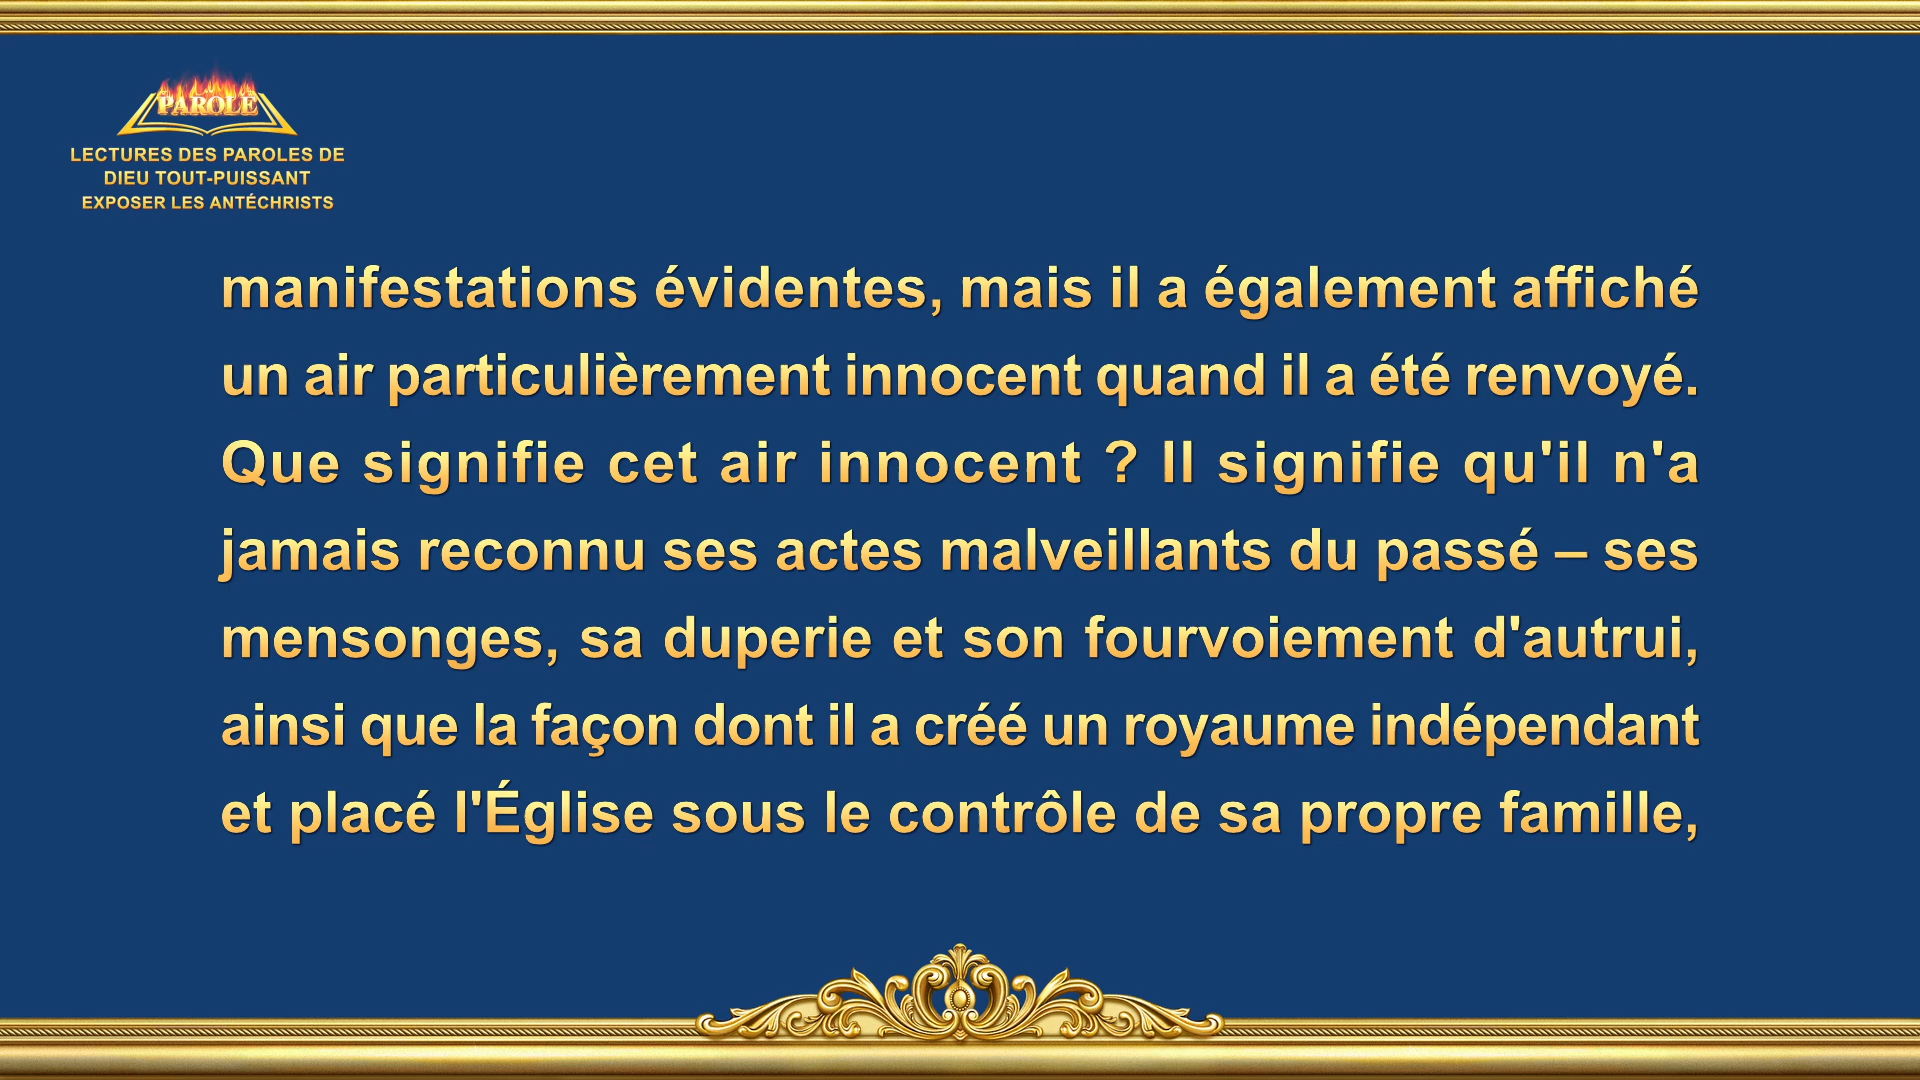 PAROLE
LECTURES DES PAROLES DE
DIEU TOUT-PUISSANT
EXPOSER LES ANTÉCHRISTS
manifestations évidentes, mais il a également affiché
un air particulièrement innocent quand il a été renvoyé.
Que signifie cet air innocent ? Il signifie qu'il n'a
jamais reconnu ses actes malveillants du passé – ses
mensonges, sa duperie et son fourvoiement d'autrui,
ainsi que la façon dont il a créé un royaume indépendant
et placé l'Église sous le contrôle de sa propre famille,